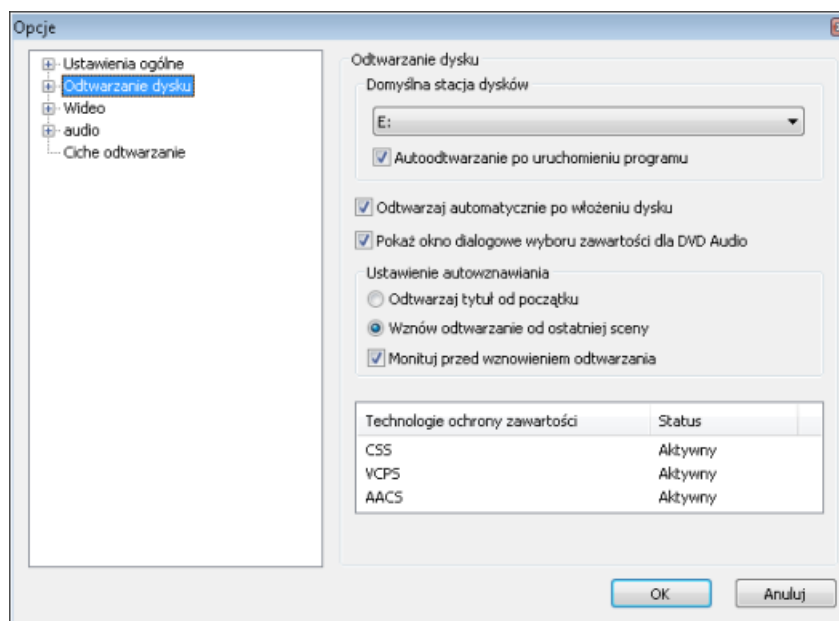 Opcje
Ustawienia ogólne
Odtwarzanie dysku
Wideo
audio
Ciche odtwarzanie
Odtwarzanie dysku
Domyślna stacja dysków
E:
Autoodtwarzanie po uruchomieniu programu
Odtwarzaj automatycznie po włożeniu dysku
Pokaż okno dialogowe wyboru zawartości dla DVD Audio
Ustawienie autowznawiania
Odtwarzaj tytuł od początku
Wznów odtwarzanie od ostatniej sceny
Monituj przed wznowieniem odtwarzania
Technologie ochrony zawartości Status
CSS Aktywny
VCPS Aktywny
AACS Aktywny
OK Anuluj